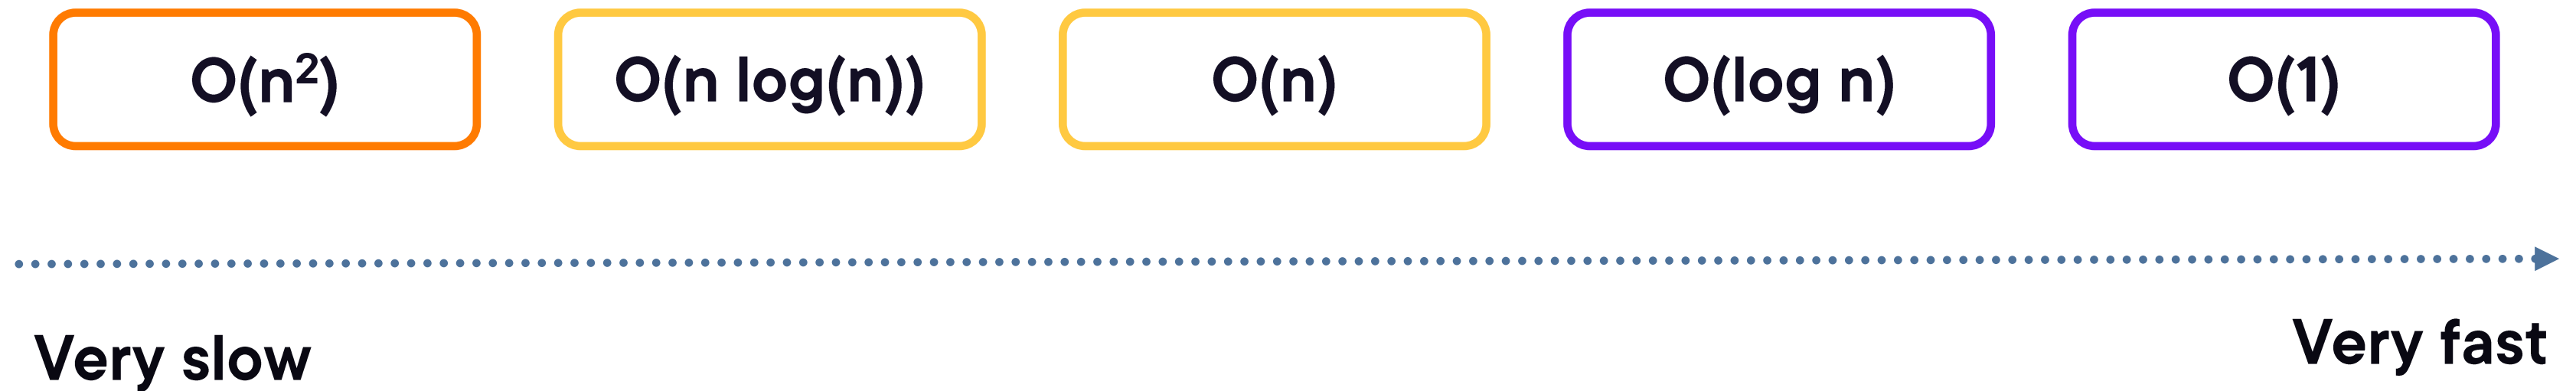 O(n²)
O(n log(n))
O(n)
O(log n)
O(1)
Very slow
Very fast